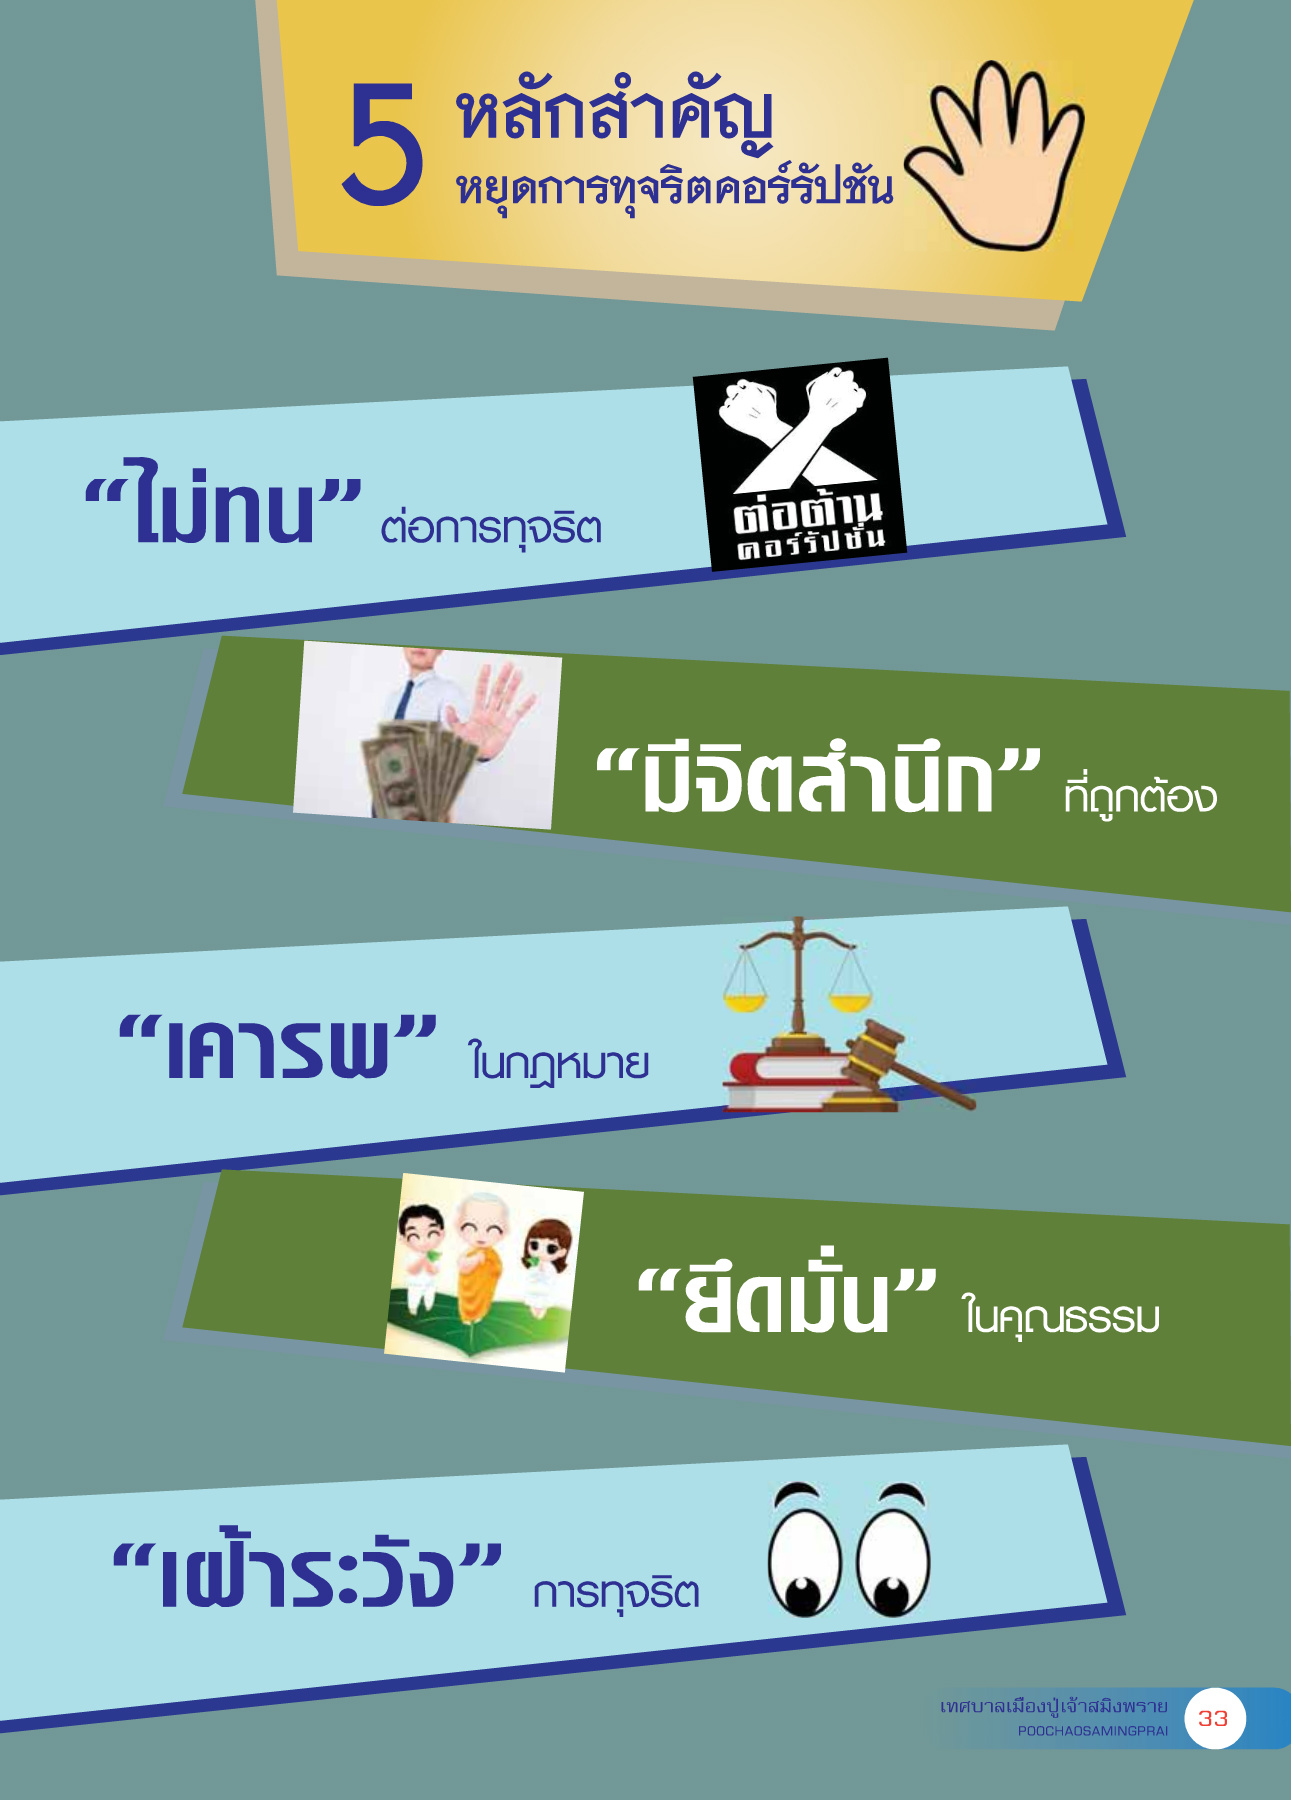 5 หลักสำคัญ
หยุดการทุจริตคอร์รัปชัน
“ไม่ทน” ต่อการทุจริต
ต่อต้าน
คอร์รัปชั่น
“มีจิตสำนึก” ที่ถูกต้อง
“เคารพ” ในกฎหมาย
“ยึดมั่น” ในคุณธรรม
“เฝ้าระวัง” การทุจริต
เทศบาลเมืองปู่เจ้าสมิงพราย
POOCHAOSAMINGPRAI
33